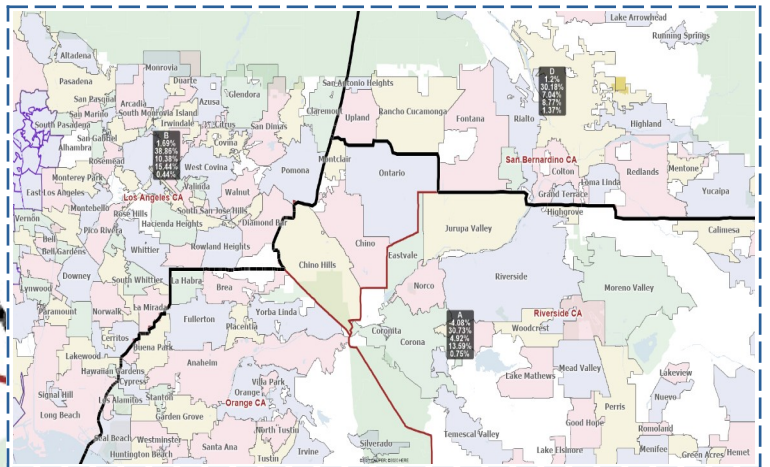 Lake Arrowhead
Running Springs
Altadena
Monrovia
Pasadena
Duarte
San Antonio Heights
Glendora
Azusa
San Pasqual
Arcadia
Claremont
San Marino
South Monrovia Island
Upland
Rancho Cucamonga
Fontana
Rialto
Highland
South Pasadena
Irwindale
Citrus
San Dimas
San Gabriel
Covina
Alhambra
Rosemead
West Covina
Pomona
Montclair
Ontario
San Bernardino CA
Colton
Loma Linda
Redlands
Mentone
Yucaipa
Monterey Park
Valinda
Walnut
Grand Terrace
East Los Angeles
Los Angeles CA
Montebello
Rose Hills
South San Jose Hills
Highgrove
Vernon
Pico Rivera
Hacienda Heights
Diamond Bar
Jurupa Valley
Calimesa
Bell
Bell Gardens
Whittier
Rowland Heights
Chino
Eastvale
Chino Hills
Riverside
Moreno Valley
Downey
South Whittier
La Habra
Brea
Norco
Lynwood
Paramount
Norwalk
La Mirada
Fullerton
Yorba Linda
Placentia
Coronita
Corona
Woodcrest
Riverside CA
Cerritos
Buena Park
Lakewood
Anaheim
Hawaiian Gardens
Cypress
Villa Park
Lake Mathews
Mead Valley
Lakeview
Signal Hill
Los Alamitos
Stanton
Orange
Orange CA
Nuevo
Long Beach
Garden Grove
Perris
Good Hope
Romoland
Seal Beach
Westminster
Santa Ana
North Tustin
Silverado
Temescal Valley
Huntington Beach
Tustin
Irvine
Lake Elsinore
Menifee
Green Acres
Hemet
B
1.69%
38.86%
10.38%
15.44%
0.44%
D
1.2%
30.18%
7.04%
8.77%
1.37%
A
-4.08%
30.73%
4.92%
13.59%
0.75%